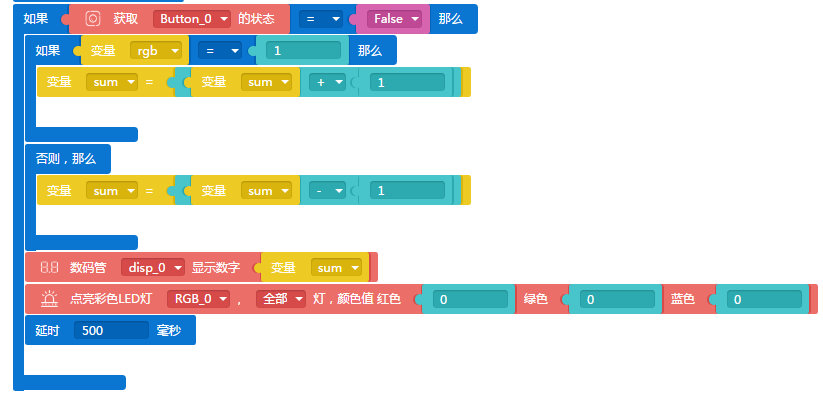 如果 获取 Button_0 的状态 = False 那么
如果 变量 rgb = 1 那么
变量 sum = 变量 sum + 1
否则，那么
变量 sum = 变量 sum - 1
数码管 disp_0 显示数字 变量 sum
点亮彩色LED灯 RGB_0 ， 全部 灯，颜色值 红色 0 绿色 0 蓝色 0
延时 500 毫秒